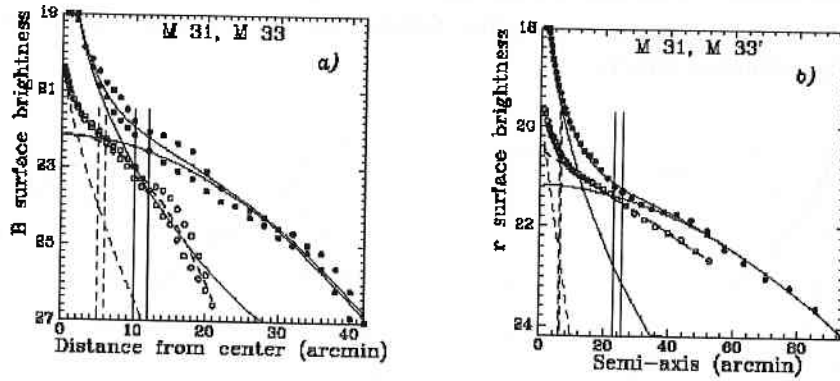 M 31, M 33
a)
B surface brightness
19
21
23
25
27
0
10
20
30
40
Distance from center (arcmin)
M 31, M 33'
b)
r surface brightness
18
20
22
24
0
20
40
60
80
Semi-axis (arcmin)